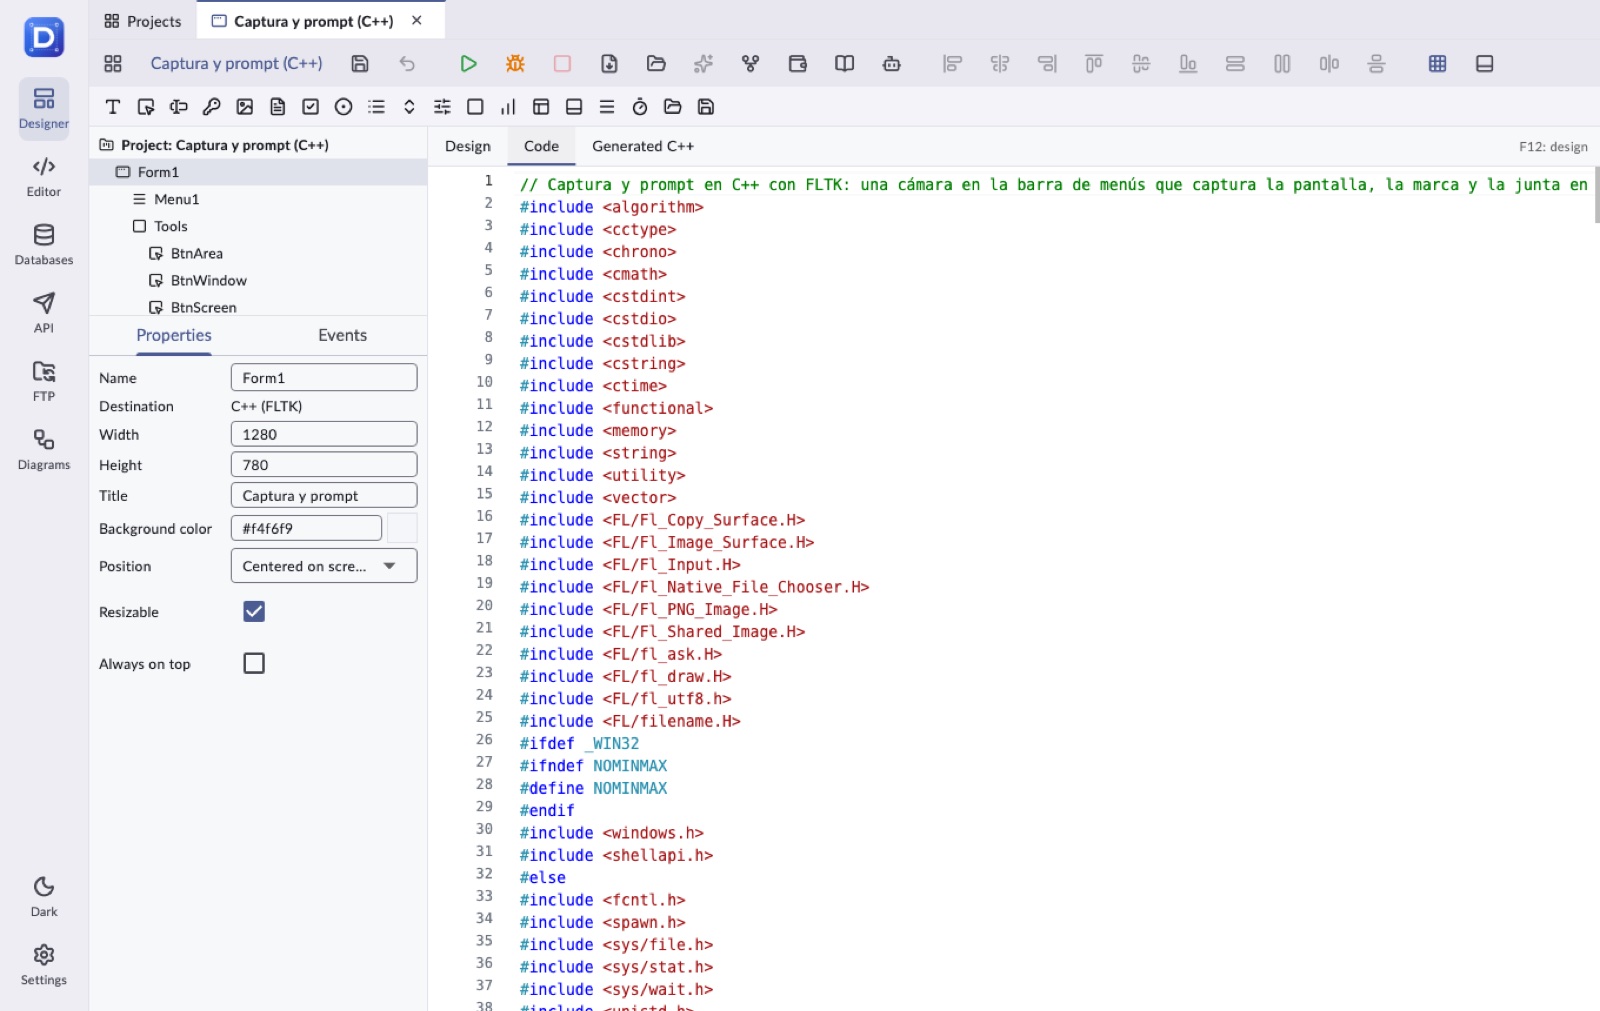 Projects
Captura y prompt (C++)
Captura y prompt (C++)
Designer
Editor
Databases
API
FTP
Diagrams
Dark
Settings
Project: Captura y prompt (C++)
Form1
Menu1
Tools
BtnArea
BtnWindow
BtnScreen
Properties Events
Name Form1
Destination C++ (FLTK)
Width 1280
Height 780
Title Captura y prompt
Background color #f4f6f9
Position Centered on scre...
Resizable
Always on top
Design Code Generated C++ F12: design
1 // Captura y prompt en C++ con FLTK: una cámara en la barra de menús que captura la pantalla, la marca y la junta en
2 #include <algorithm>
3 #include <cctype>
4 #include <chrono>
5 #include <cmath>
6 #include <cstdint>
7 #include <cstdio>
8 #include <cstdlib>
9 #include <cstring>
10 #include <ctime>
11 #include <functional>
12 #include <memory>
13 #include <string>
14 #include <utility>
15 #include <vector>
16 #include <FL/Fl_Copy_Surface.H>
17 #include <FL/Fl_Image_Surface.H>
18 #include <FL/Fl_Input.H>
19 #include <FL/Fl_Native_File_Chooser.H>
20 #include <FL/Fl_PNG_Image.H>
21 #include <FL/Fl_Shared_Image.H>
22 #include <FL/fl_ask.H>
23 #include <FL/fl_draw.H>
24 #include <FL/fl_utf8.h>
25 #include <FL/filename.H>
26 #ifdef _WIN32
27 #ifndef NOMINMAX
28 #define NOMINMAX
29 #endif
30 #include <windows.h>
31 #include <shellapi.h>
32 #else
33 #include <fcntl.h>
34 #include <spawn.h>
35 #include <sys/file.h>
36 #include <sys/stat.h>
37 #include <sys/wait.h>
38 #include <unistd.h>